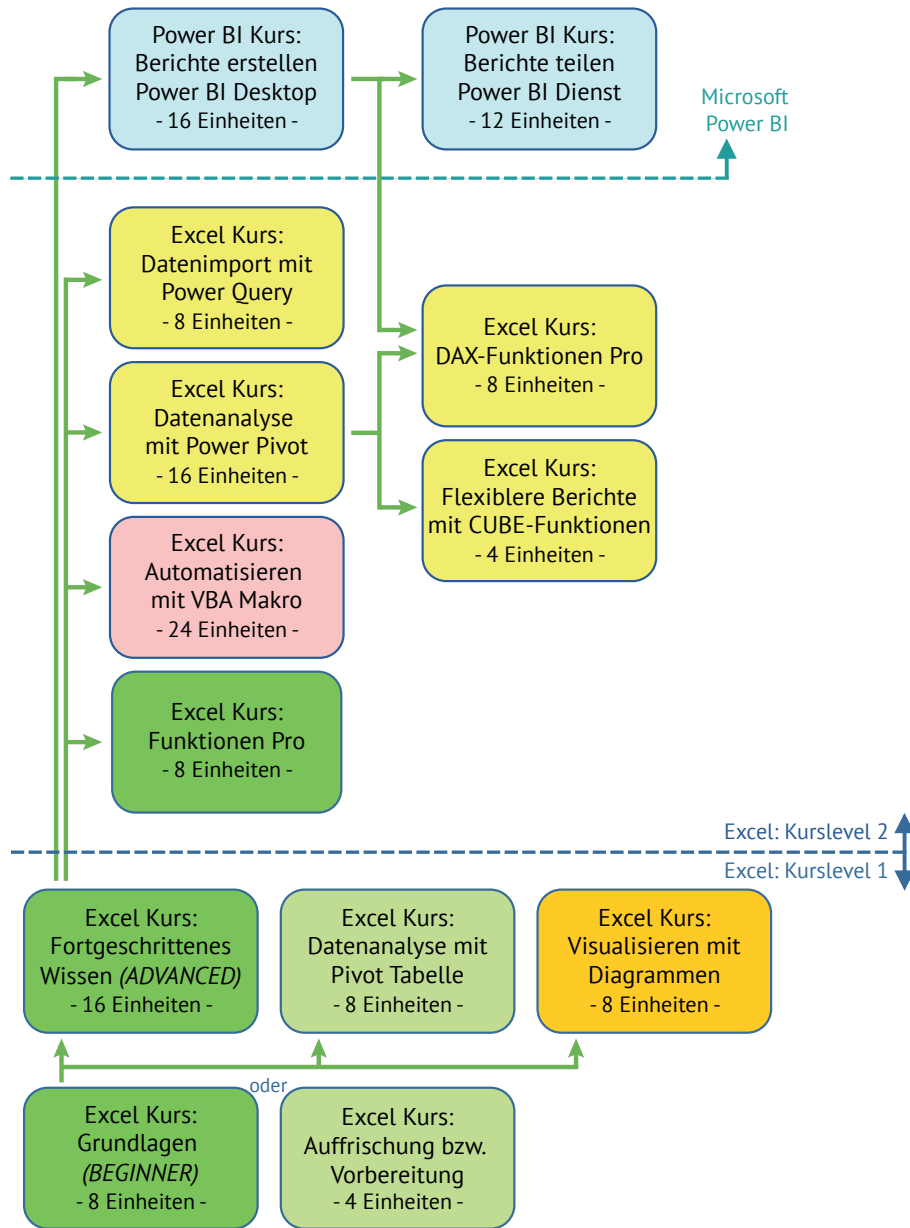 Power BI Kurs:
Berichte erstellen
Power BI Desktop
- 16 Einheiten -
Power BI Kurs:
Berichte teilen
Power BI Dienst
- 12 Einheiten -
Microsoft
Power BI
Excel Kurs:
Datenimport mit
Power Query
- 8 Einheiten -
Excel Kurs:
DAX-Funktionen Pro
- 8 Einheiten -
Excel Kurs:
Datenanalyse
mit Power Pivot
- 16 Einheiten -
Excel Kurs:
Flexiblere Berichte
mit CUBE-Funktionen
- 4 Einheiten -
Excel Kurs:
Automatisieren
mit VBA Makro
- 24 Einheiten -
Excel Kurs:
Funktionen Pro
- 8 Einheiten -
Excel: Kurslevel 2
Excel: Kurslevel 1
Excel Kurs:
Fortgeschrittenes
Wissen (ADVANCED)
- 16 Einheiten -
Excel Kurs:
Datenanalyse mit
Pivot Tabelle
- 8 Einheiten -
Excel Kurs:
Visualisieren mit
Diagrammen
- 8 Einheiten -
oder
Excel Kurs:
Grundlagen
(BEGINNER)
- 8 Einheiten -
Excel Kurs:
Auffrischung bzw.
Vorbereitung
- 4 Einheiten -